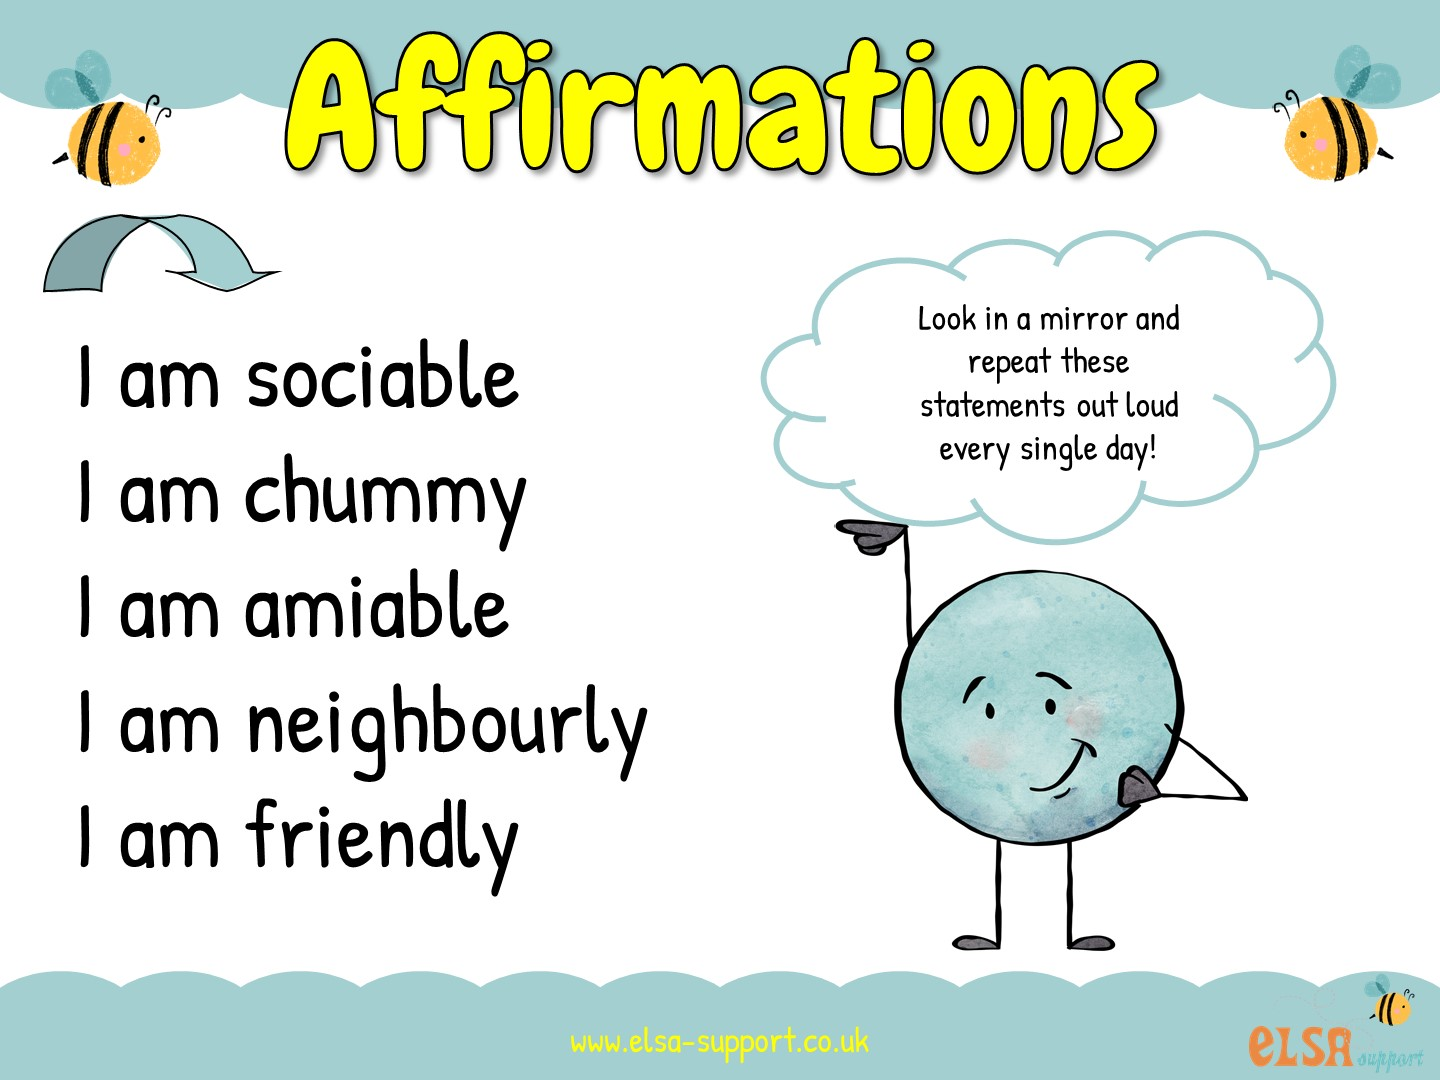 Affirmations
I am sociable
I am chummy
I am amiable
I am neighbourly
I am friendly
Look in a mirror and
repeat these
statements out loud
every single day!
www.elsa-support.co.uk
ELSA support